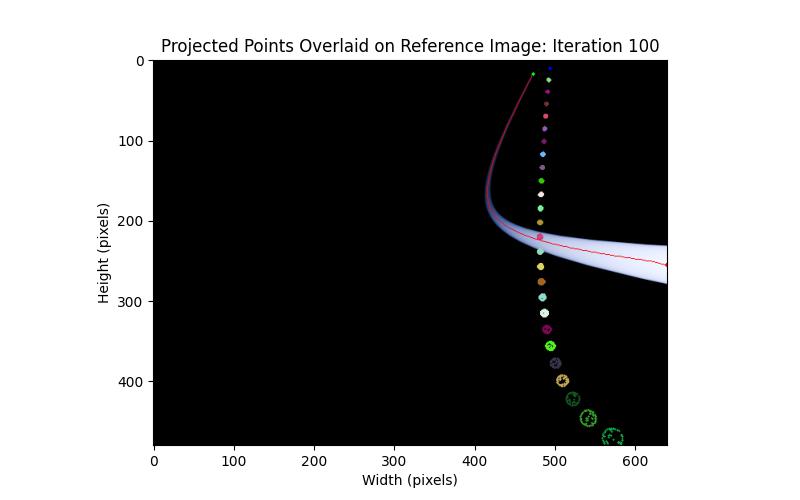 Projected Points Overlaid on Reference Image: Iteration 100
0
100
200
300
400
Height (pixels)
0 100 200 300 400 500 600
Width (pixels)